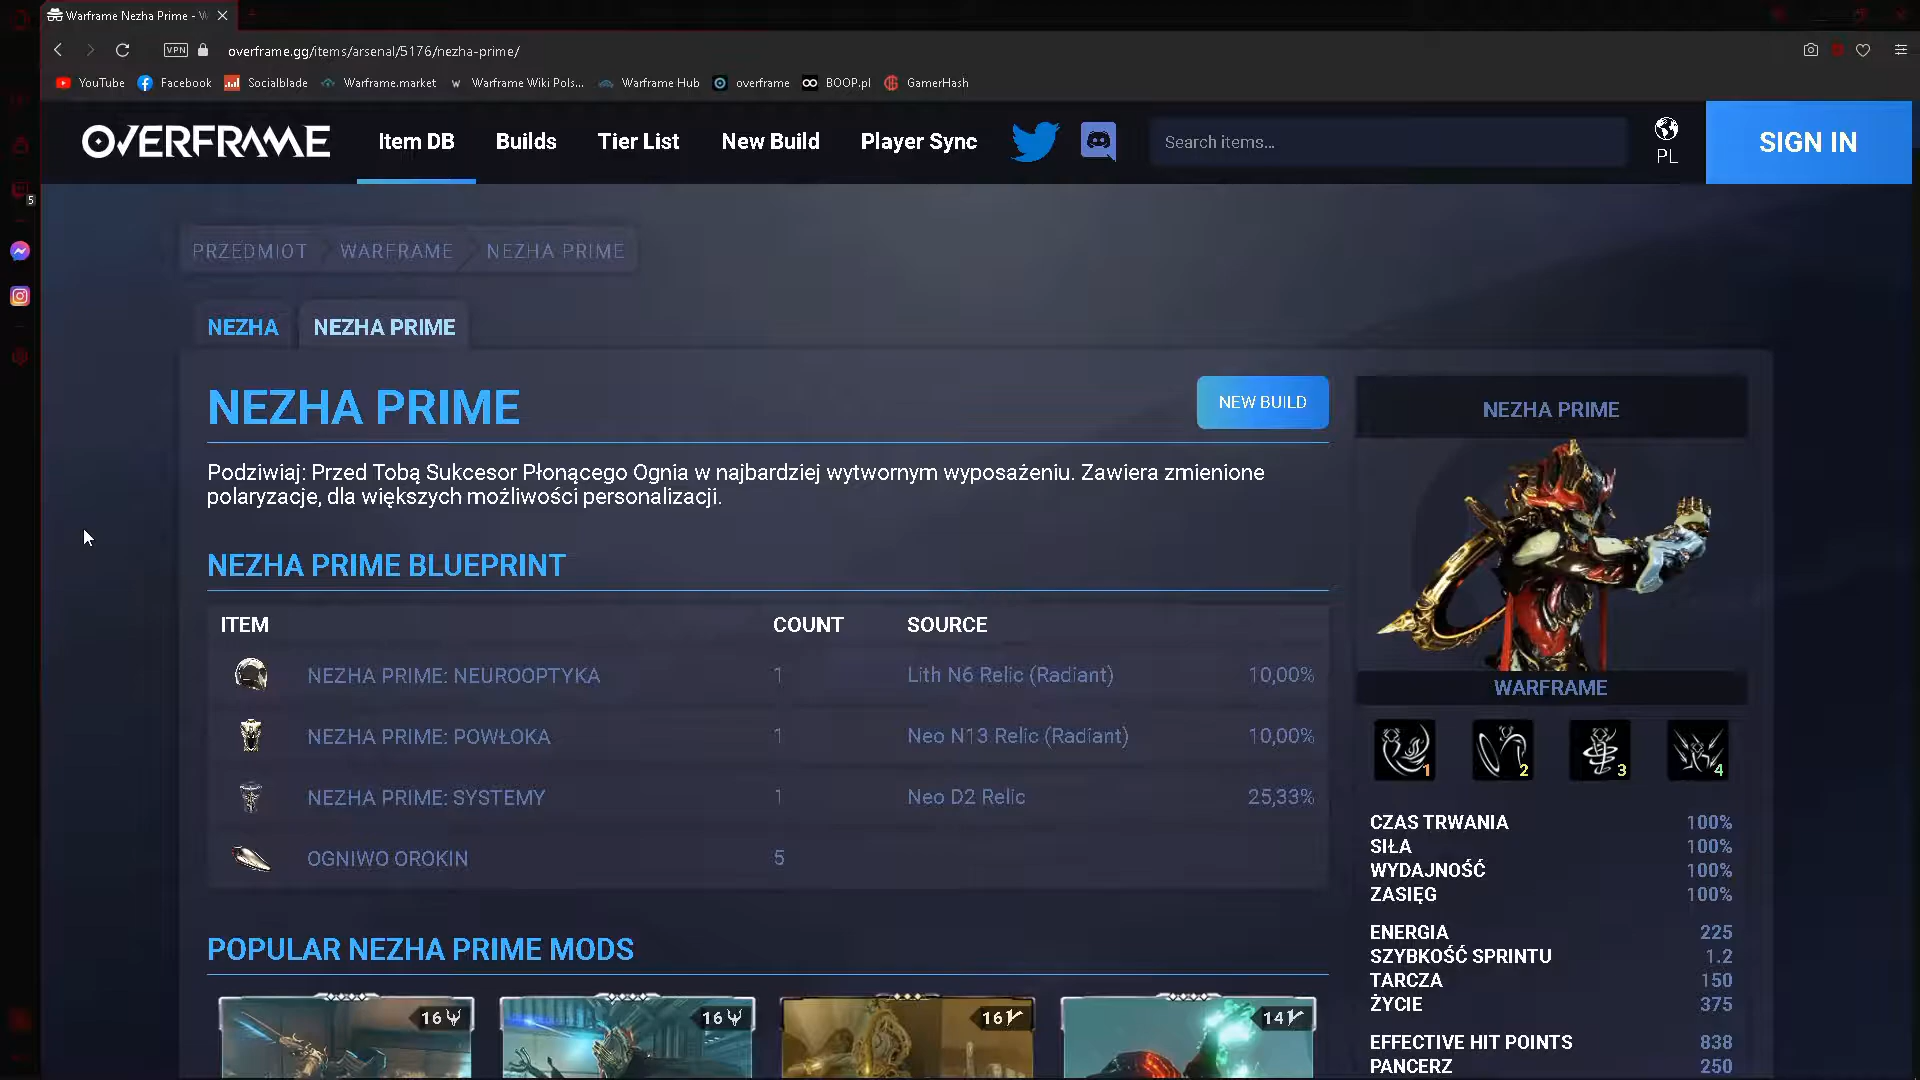 Warframe Nezha Prime - W
overframe.gg/items/arsenal/5176/nezha-prime/
VPN
YouTube
Facebook
Socialblade
Warframe.market
Warframe Wiki Pols...
Warframe Hub
overframe
BOOP.pl
GamerHash
5
OVERFRAME
Item DB
Builds
Tier List
New Build
Player Sync
Search items...
PL
SIGN IN
PRZEDMIOT
WARFRAME
NEZHA PRIME
NEZHA
NEZHA PRIME
NEZHA PRIME
NEW BUILD
Podziwiaj: Przed Tobą Sukcesor Płonącego Ognia w najbardziej wytwornym wyposażeniu. Zawiera zmienione
polaryzacje, dla większych możliwości personalizacji.
NEZHA PRIME BLUEPRINT
ITEM COUNT SOURCE
NEZHA PRIME: NEUROOPTYKA 1 Lith N6 Relic (Radiant) 10,00%
NEZHA PRIME: POWŁOKA 1 Neo N13 Relic (Radiant) 10,00%
NEZHA PRIME: SYSTEMY 1 Neo D2 Relic 25,33%
OGNIWO OROKIN 5
POPULAR NEZHA PRIME MODS
16
16
16
14
NEZHA PRIME
WARFRAME
1
2
3
4
CZAS TRWANIA 100%
SIŁA 100%
WYDAJNOŚĆ 100%
ZASIĘG 100%
ENERGIA 225
SZYBKOŚĆ SPRINTU 1.2
TARCZA 150
ŻYCIE 375
EFFECTIVE HIT POINTS 838
PANCERZ 250